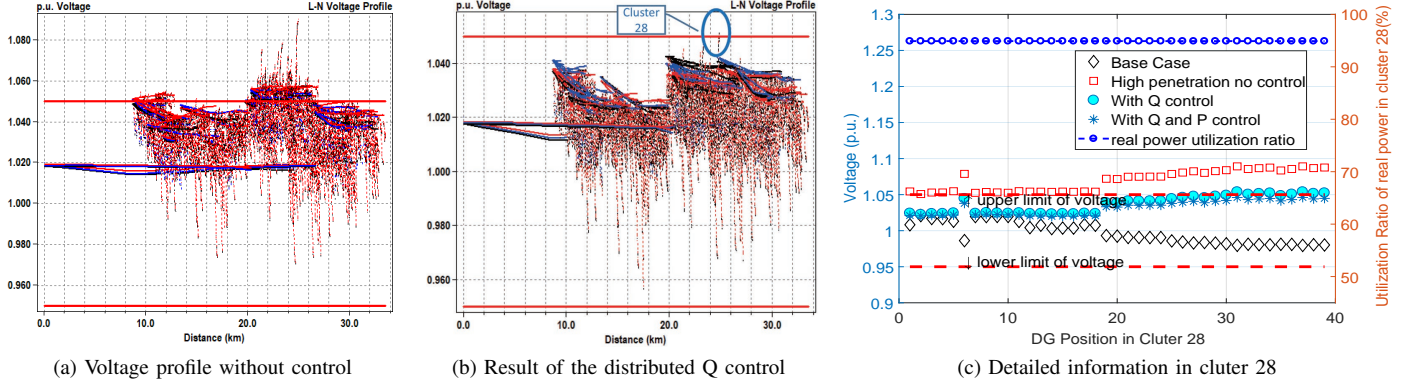 p.u. Voltage
L-N Voltage Profile
1.080
1.060
1.040
1.020
1.000
0.980
0.960
0.0
10.0
20.0
30.0
Distance (km)
(a) Voltage profile without control
p.u. Voltage
L-N Voltage Profile
Cluster
28
1.040
1.020
1.000
0.980
0.960
0.0
10.0
20.0
30.0
Distance (km)
(b) Result of the distributed Q control
Voltage (p.u.)
1.3
1.25
1.2
1.15
1.1
1.05
1
0.95
0.9
Base Case
High penetration no control
With Q control
With Q and P control
real power utilization ratio
upper limit of voltage
↓ lower limit of voltage
0
10
20
30
40
DG Position in Cluter 28
100
90
80
70
60
50
Utilization Ratio of real power in cluster 28(%)
(c) Detailed information in cluter 28